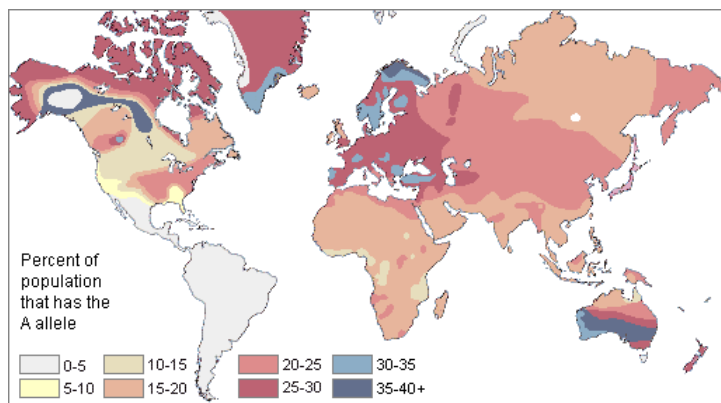 Percent of
population
that has the
A allele
0-5
10-15
20-25
30-35
5-10
15-20
25-30
35-40+